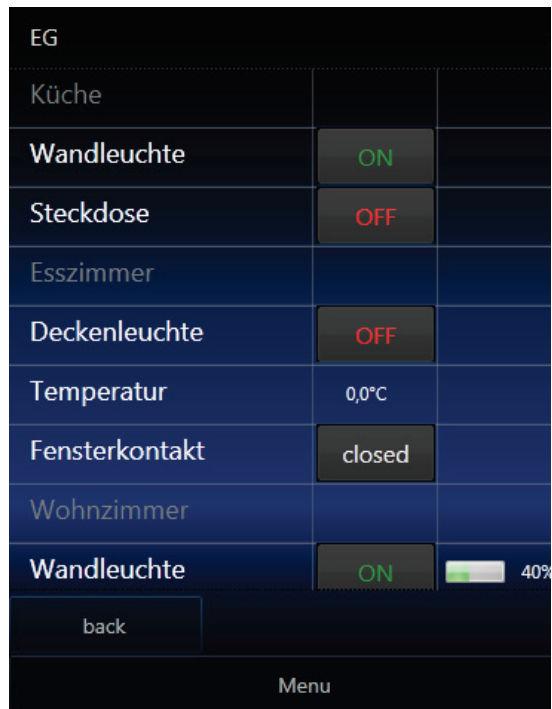 EG
Küche
Wandleuchte ON
Steckdose OFF
Esszimmer
Deckenleuchte OFF
Temperatur 0,0°C
Fensterkontakt closed
Wohnzimmer
Wandleuchte ON 40%
back
Menu